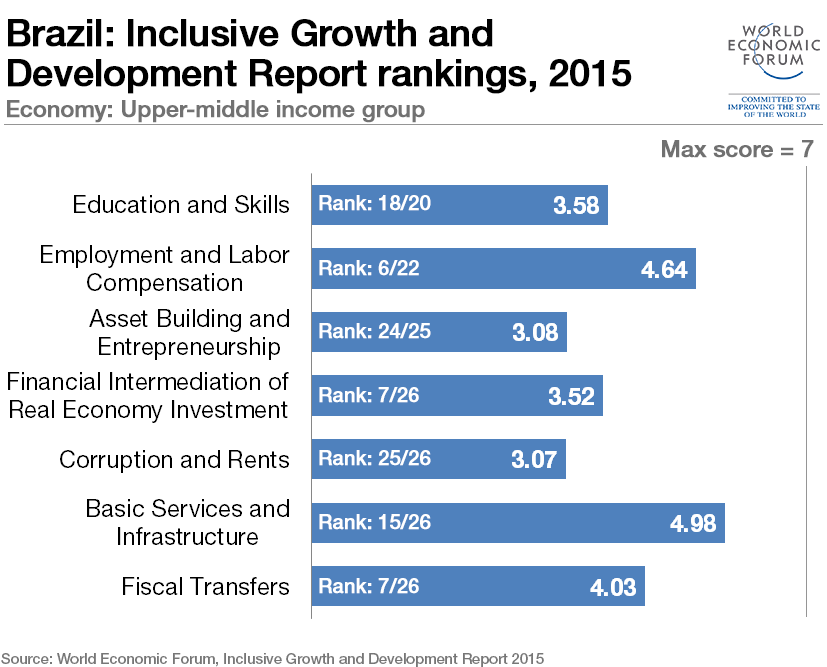 Brazil: Inclusive Growth and
Development Report rankings, 2015
Economy: Upper-middle income group
WORLD
ECONOMIC
FORUM
COMMITTED TO
IMPROVING THE STATE
OF THE WORLD
Max score = 7
Education and Skills
Rank: 18/20
3.58
Employment and Labor
Compensation
Rank: 6/22
4.64
Asset Building and
Entrepreneurship
Rank: 24/25
3.08
Financial Intermediation of
Real Economy Investment
Rank: 7/26
3.52
Corruption and Rents
Rank: 25/26
3.07
Basic Services and
Infrastructure
Rank: 15/26
4.98
Fiscal Transfers
Rank: 7/26
4.03
Source: World Economic Forum, Inclusive Growth and Development Report 2015